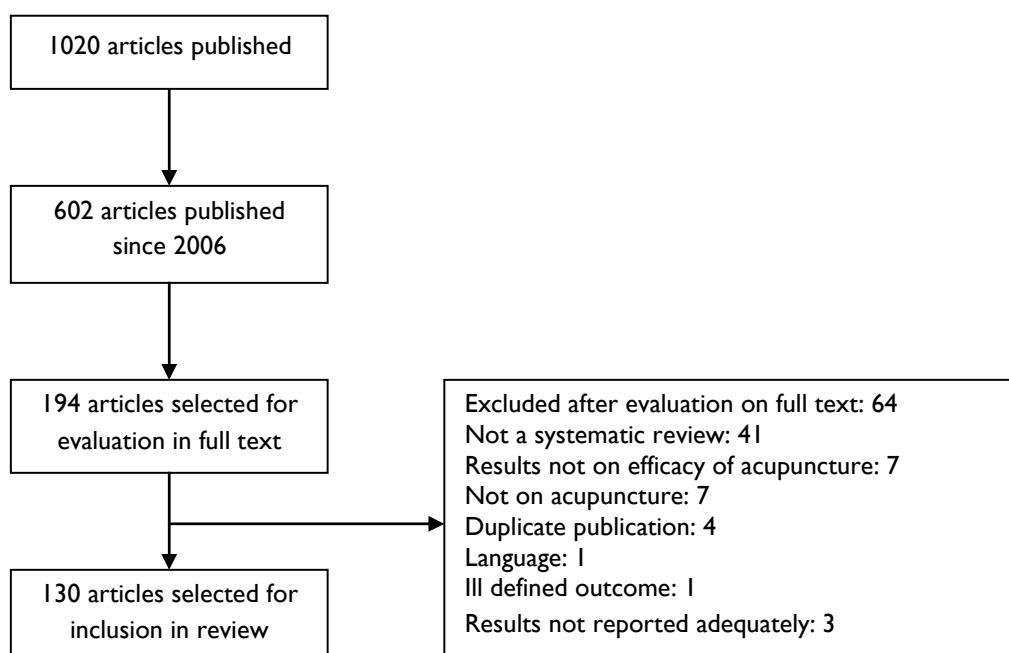 1020 articles published
602 articles published
since 2006
194 articles selected for
evaluation in full text
Excluded after evaluation on full text: 64
Not a systematic review: 41
Results not on efficacy of acupuncture: 7
Not on acupuncture: 7
Duplicate publication: 4
Language: 1
Ill defined outcome: 1
Results not reported adequately: 3
130 articles selected for
inclusion in review